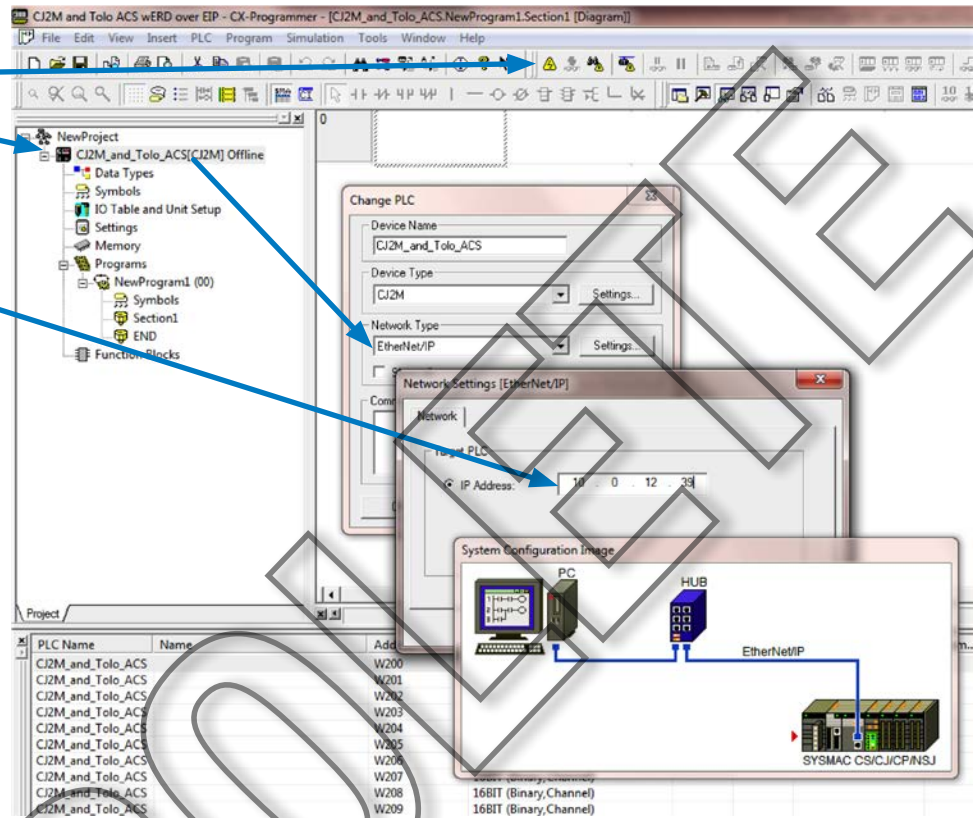 CJ2M and Tolo ACS wERD over EIP - CX-Programmer - [CJ2M_and_Tolo_ACS.NewProgram1.Section1 [Diagram]]
File Edit View Insert PLC Program Simulation Tools Window Help
0
NewProject
CJ2M_and_Tolo_ACS[CJ2M] Offline
Data Types
Symbols
IO Table and Unit Setup
Settings
Memory
Programs
NewProgram1 (00)
Symbols
Section1
END
Function Blocks
Project
Change PLC
Device Name
CJ2M_and_Tolo_ACS
Device Type
CJ2M Settings...
Network Type
EtherNet/IP Settings...
Network Settings [EtherNet/IP]
Network
Target PLC
IP Address: 10 . 0 . 12 . 39
System Configuration Image
PC
HUB
EtherNet/IP
SYSMAC CS/CJ/CP/NSJ
PLC Name Name
CJ2M_and_Tolo_ACS W200
CJ2M_and_Tolo_ACS W201
CJ2M_and_Tolo_ACS W202
CJ2M_and_Tolo_ACS W203
CJ2M_and_Tolo_ACS W204
CJ2M_and_Tolo_ACS W205
CJ2M_and_Tolo_ACS W206
CJ2M_and_Tolo_ACS W207 16BIT (Binary,Channel)
CJ2M_and_Tolo_ACS W208 16BIT (Binary,Channel)
CJ2M_and_Tolo_ACS W209 16BIT (Binary,Channel)